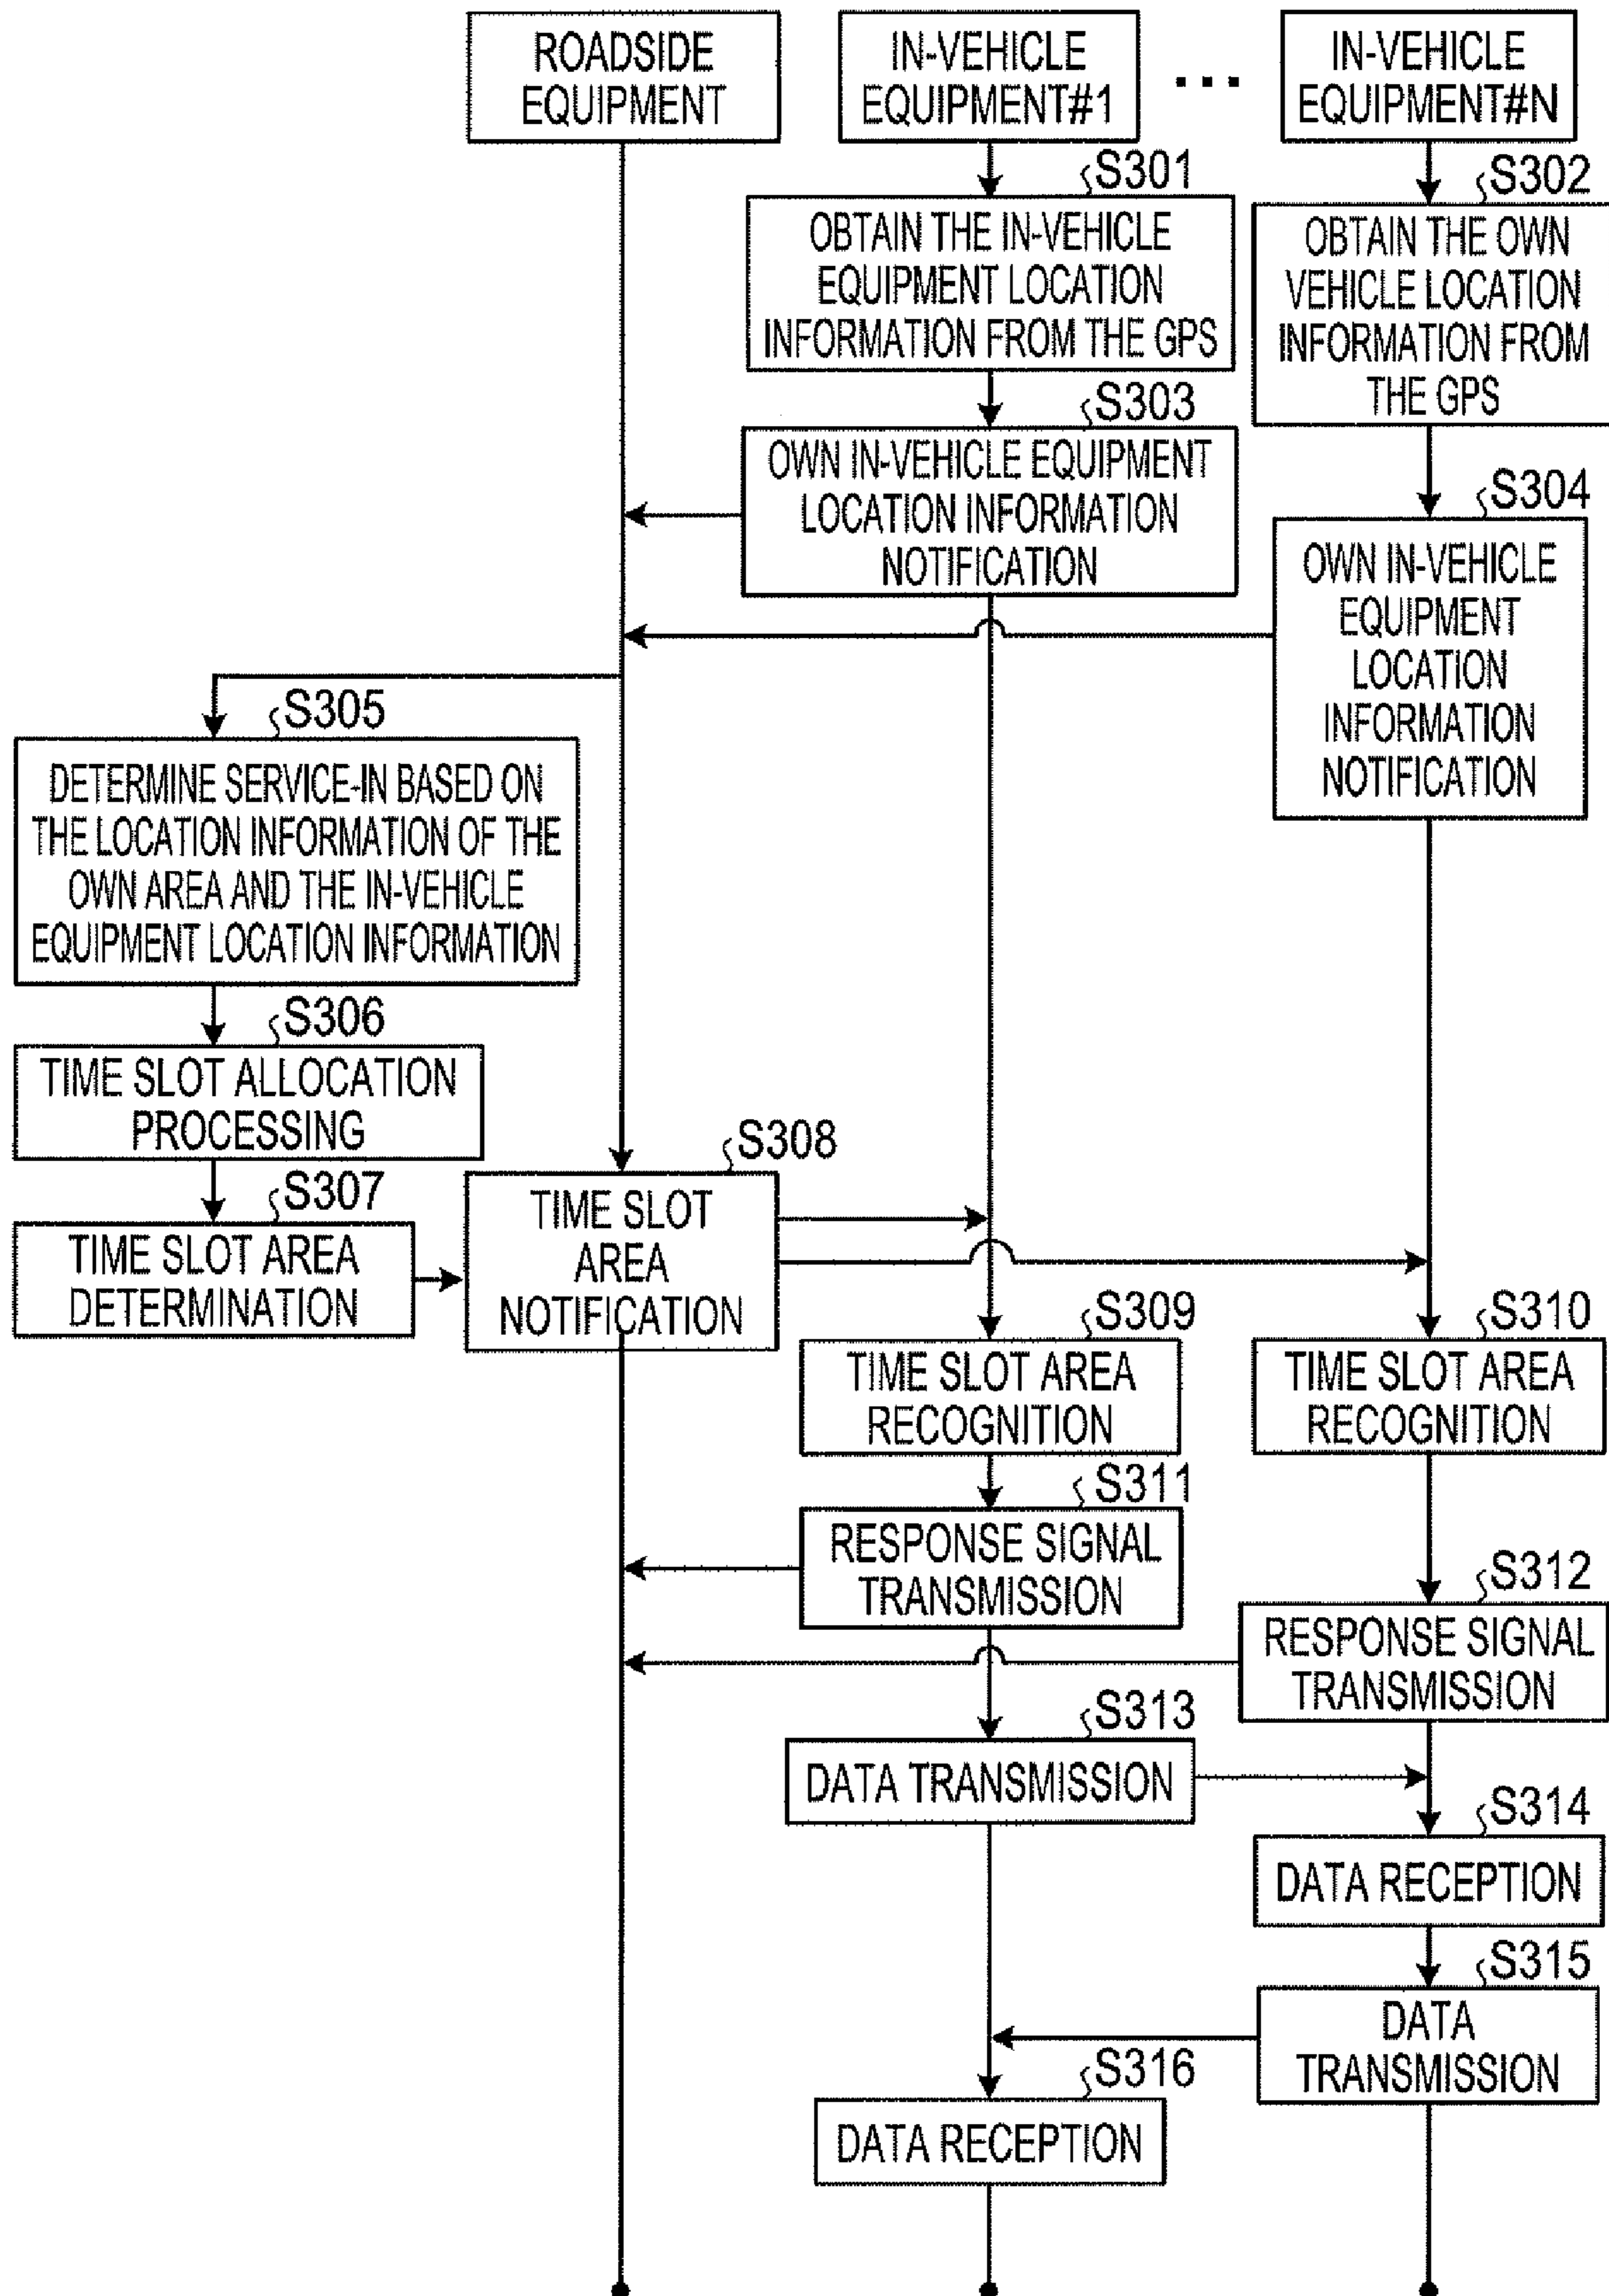 ROADSIDE
EQUIPMENT
IN-VEHICLE
EQUIPMENT#1
...
IN-VEHICLE
EQUIPMENT#N
S301
OBTAIN THE IN-VEHICLE
EQUIPMENT LOCATION
INFORMATION FROM THE GPS
S302
OBTAIN THE OWN
VEHICLE LOCATION
INFORMATION FROM
THE GPS
S303
OWN IN-VEHICLE EQUIPMENT
LOCATION INFORMATION
NOTIFICATION
S304
OWN IN-VEHICLE
EQUIPMENT
LOCATION
INFORMATION
NOTIFICATION
S305
DETERMINE SERVICE-IN BASED ON
THE LOCATION INFORMATION OF THE
OWN AREA AND THE IN-VEHICLE
EQUIPMENT LOCATION INFORMATION
S306
TIME SLOT ALLOCATION
PROCESSING
S307
TIME SLOT AREA
DETERMINATION
S308
TIME SLOT
AREA
NOTIFICATION
S309
TIME SLOT AREA
RECOGNITION
S310
TIME SLOT AREA
RECOGNITION
S311
RESPONSE SIGNAL
TRANSMISSION
S312
RESPONSE SIGNAL
TRANSMISSION
S313
DATA TRANSMISSION
S314
DATA RECEPTION
S315
DATA
TRANSMISSION
S316
DATA RECEPTION